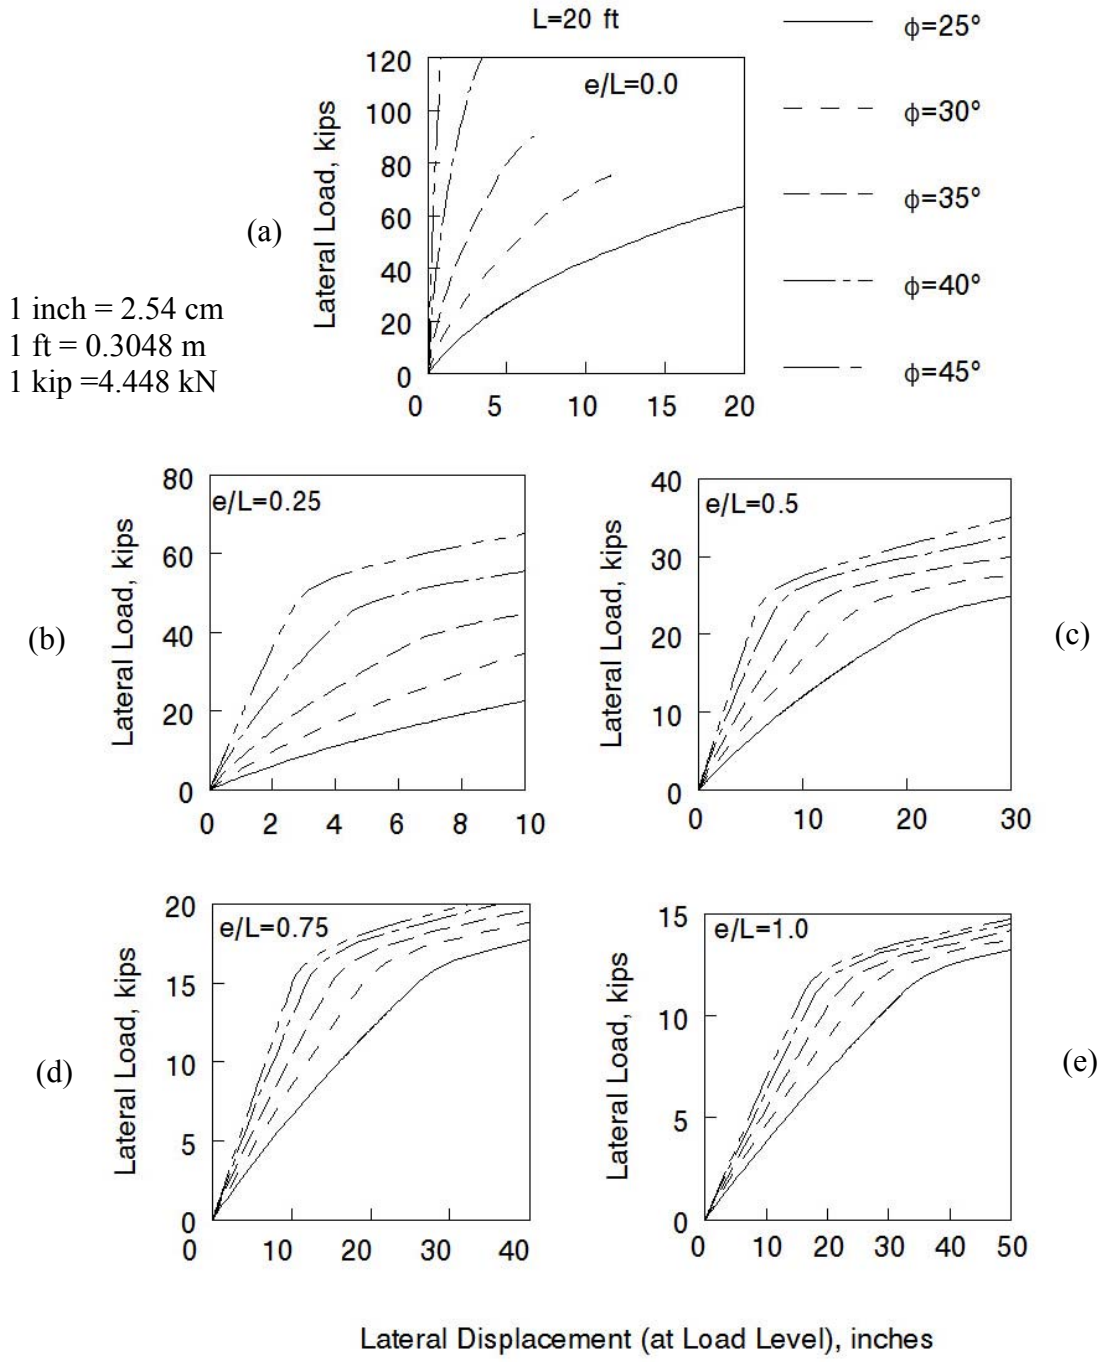 L=20 ft
φ=25°
φ=30°
φ=35°
φ=40°
φ=45°
(a)
e/L=0.0
Lateral Load, kips
120
100
80
60
40
20
0
0 5 10 15 20
1 inch = 2.54 cm
1 ft = 0.3048 m
1 kip =4.448 kN
(b)
e/L=0.25
Lateral Load, kips
80
60
40
20
0
0 2 4 6 8 10
(c)
e/L=0.5
Lateral Load, kips
40
30
20
10
0
0 10 20 30
(d)
e/L=0.75
Lateral Load, kips
20
15
10
5
0
0 10 20 30 40
(e)
e/L=1.0
Lateral Load, kips
15
10
5
0
0 10 20 30 40 50
Lateral Displacement (at Load Level), inches